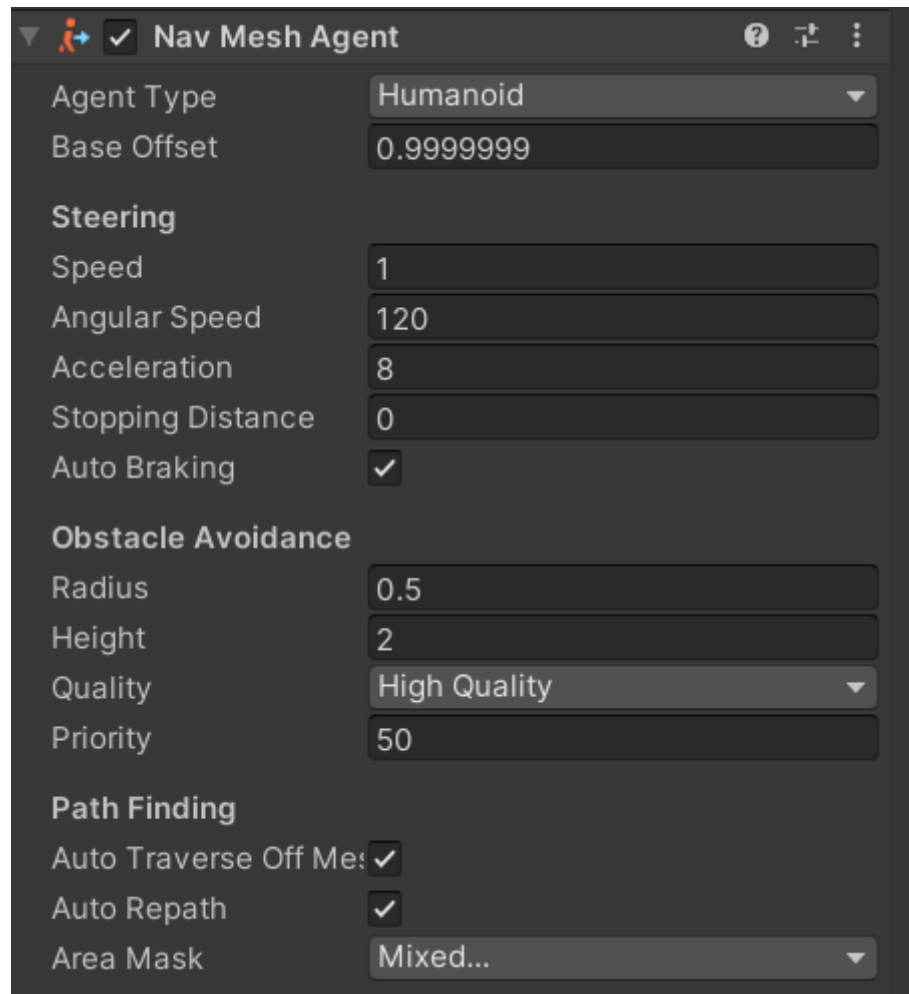 Nav Mesh Agent
Agent Type Humanoid
Base Offset 0.9999999
Steering
Speed 1
Angular Speed 120
Acceleration 8
Stopping Distance 0
Auto Braking
Obstacle Avoidance
Radius 0.5
Height 2
Quality High Quality
Priority 50
Path Finding
Auto Traverse Off Mes
Auto Repath
Area Mask Mixed...